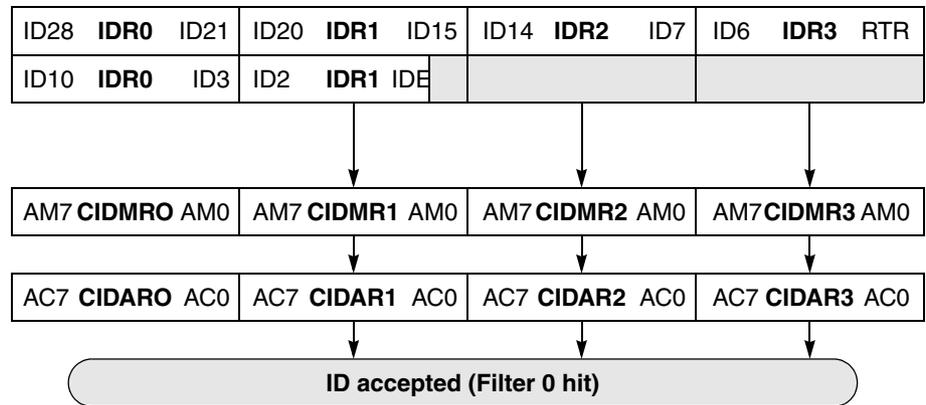 ID28 IDR0 ID21 ID20 IDR1 ID15 ID14 IDR2 ID7 ID6 IDR3 RTR
ID10 IDR0 ID3 ID2 IDR1 IDE
AM7 CIDMRO AM0 AM7 CIDMR1 AM0 AM7 CIDMR2 AM0 AM7 CIDMR3 AM0
AC7 CIDARO AC0 AC7 CIDAR1 AC0 AC7 CIDAR2 AC0 AC7 CIDAR3 AC0
ID accepted (Filter 0 hit)